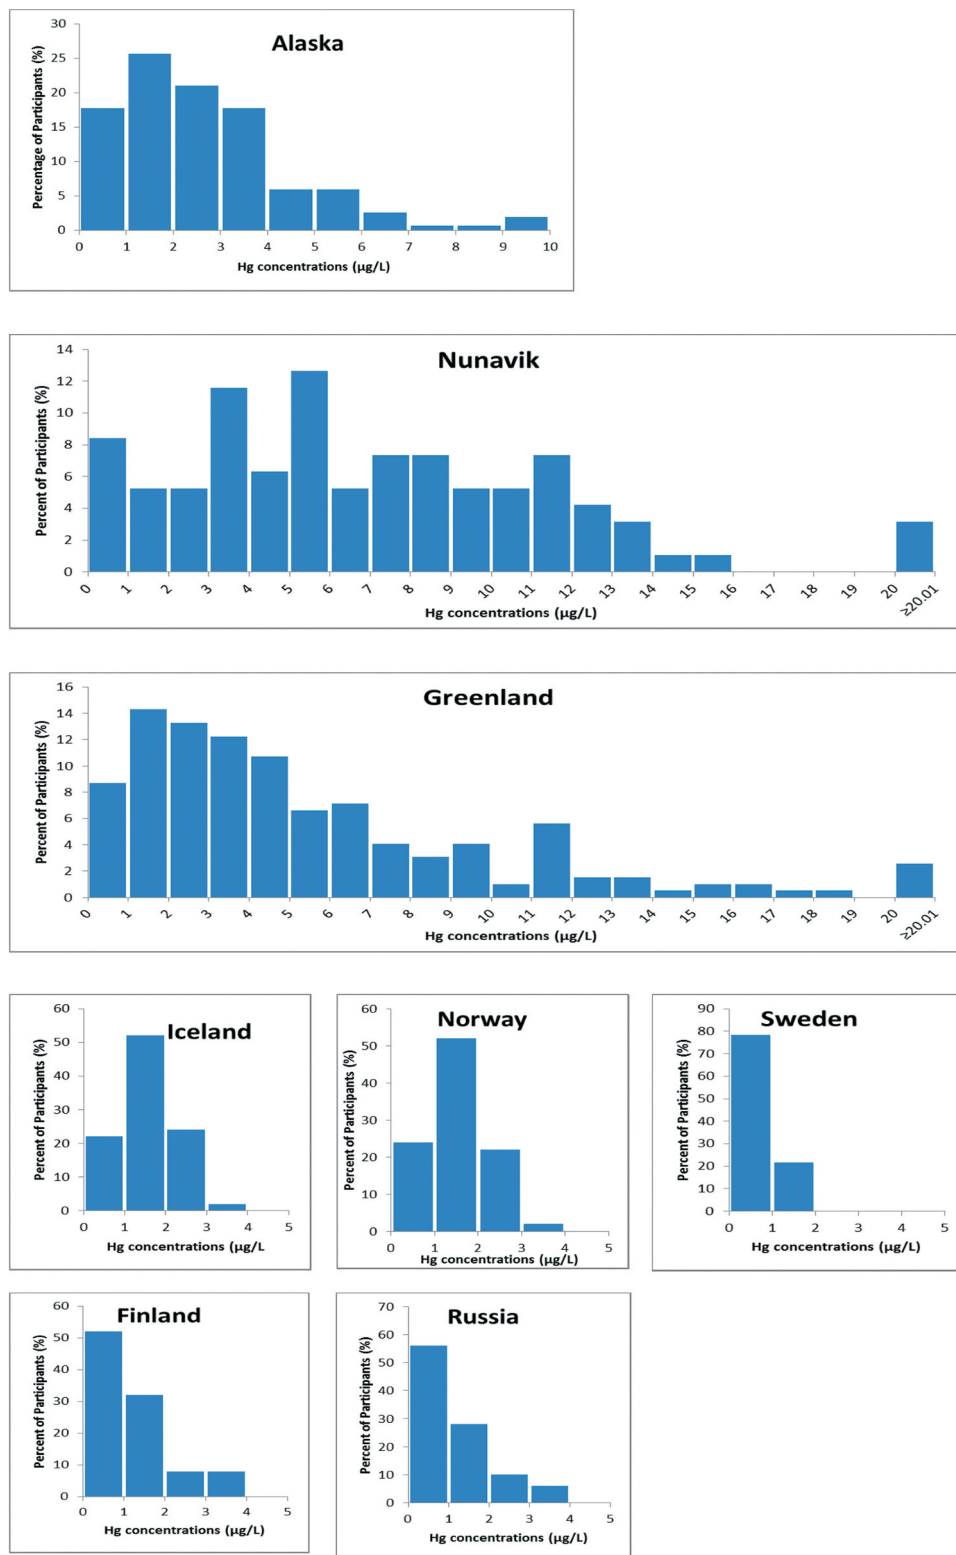 Alaska
Percentage of Participants (%)
30
25
20
15
10
5
0
0 1 2 3 4 5 6 7 8 9 10
Hg concentrations (µg/L)
Nunavik
Percent of Participants (%)
14
12
10
8
6
4
2
0
0 1 2 3 4 5 6 7 8 9 10 11 12 13 14 15 16 17 18 19 20 ≥20.01
Hg concentrations (µg/L)
Greenland
Percent of Participants (%)
16
14
12
10
8
6
4
2
0
0 1 2 3 4 5 6 7 8 9 10 11 12 13 14 15 16 17 18 19 20 ≥20.01
Hg concentrations (µg/L)
Iceland
Percent of Participants (%)
60
50
40
30
20
10
0
0 1 2 3 4 5
Hg concentrations (µg/L
Norway
Percent of Participants (%)
60
50
40
30
20
10
0
0 1 2 3 4 5
Hg concentrations (µg/L)
Sweden
Percent of Participants (%)
90
80
70
60
50
40
30
20
10
0
0 1 2 3 4 5
Hg concentrations (µg/L)
Finland
Percent of Participants (%)
60
50
40
30
20
10
0
0 1 2 3 4 5
Hg concentrations (µg/L)
Russia
Percent of Participants (%)
70
60
50
40
30
20
10
0
0 1 2 3 4 5
Hg concentrations (µg/L)